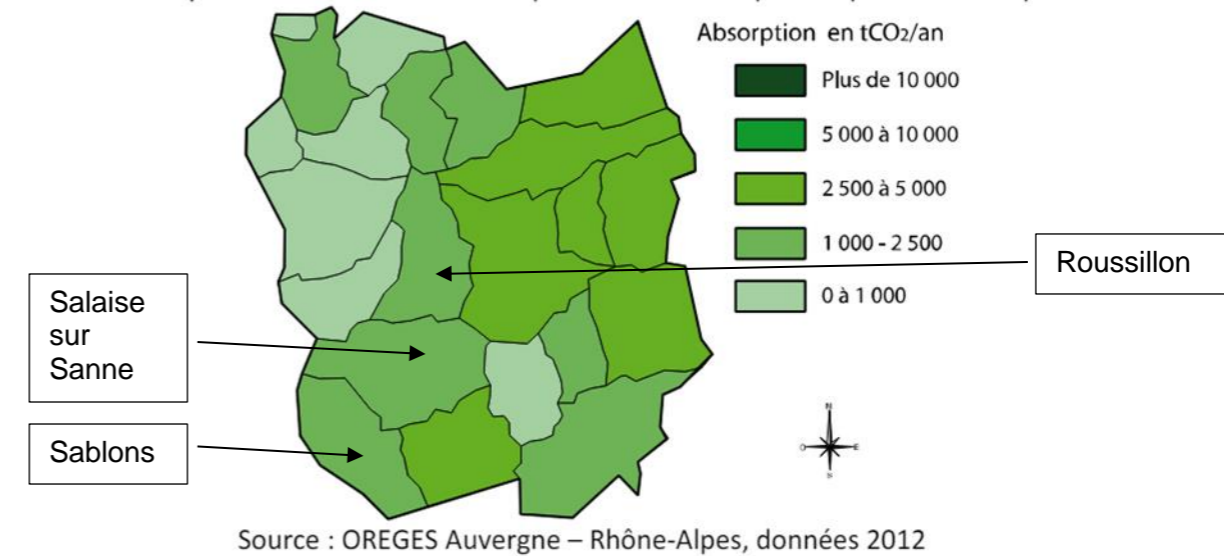 Absorption en tCO2/an
Plus de 10 000
5 000 à 10 000
2 500 à 5 000
1 000 - 2 500
0 à 1 000
Roussillon
Salaise
sur
Sanne
Sablons
N
O
E
S
Source : OREGES Auvergne – Rhône-Alpes, données 2012